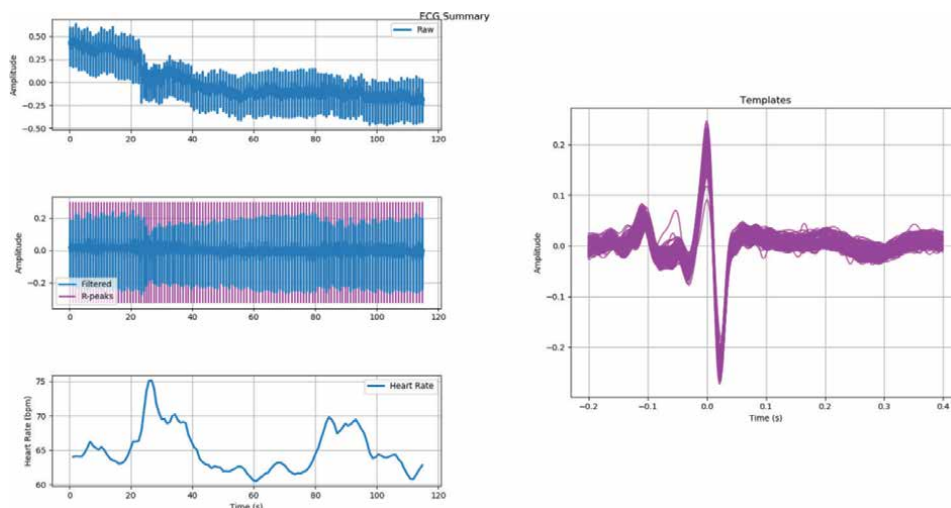 ECG Summary
Raw
Amplitude
0.50
0.25
0.00
−0.25
−0.50
0 20 40 60 80 100 120
Amplitude
0.2
0.0
−0.2
Filtered
R-peaks
0 20 40 60 80 100 120
Heart Rate (bpm)
75
70
65
60
Heart Rate
0 20 40 60 80 100 120
Time (s)
Templates
Amplitude
0.2
0.1
0.0
−0.1
−0.2
−0.2 −0.1 0.0 0.1 0.2 0.3 0.4
Time (s)